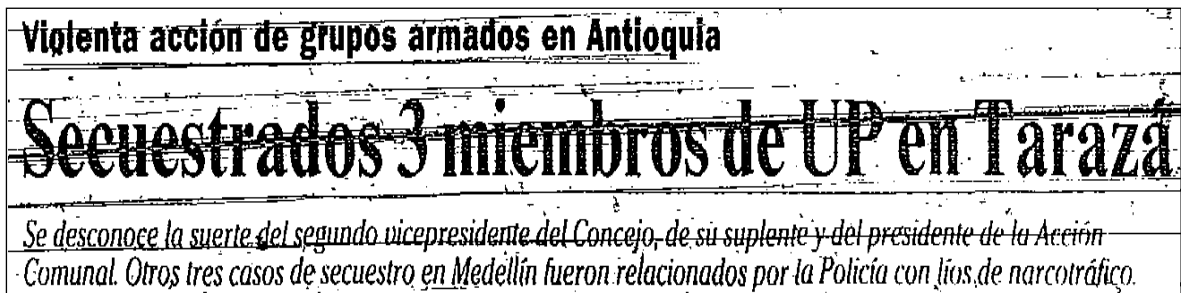 Violenta acción de grupos armados en Antioquia
Secuestrados 3 miembros de UP en Tarazá
Se desconoce la suerte del segundo vicepresidente del Concejo, de su suplente y del presidente de la Acción
Comunal. Otros tres casos de secuestro en Medellín fueron relacionados por la Policía con líos de narcotráfico.